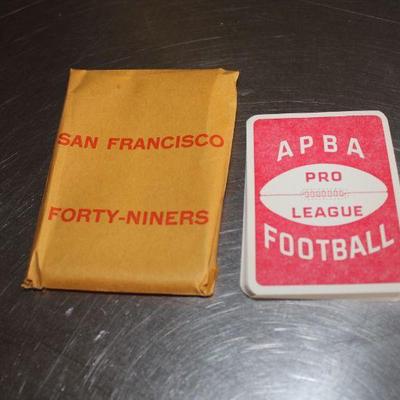 SAN FRANCISCO
FORTY-NINERS
APBA
PRO
LEAGUE
FOOTBALL